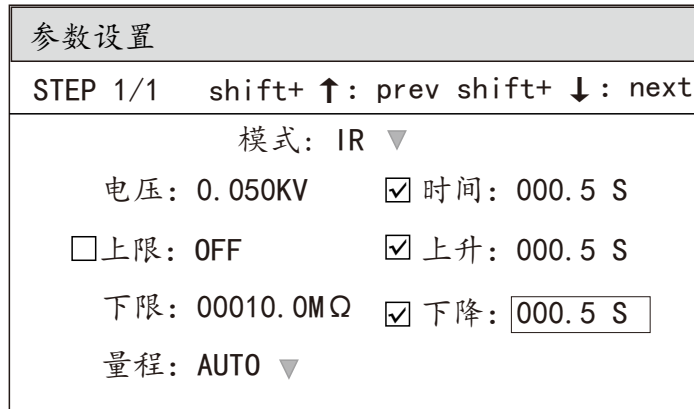 参数设置
STEP 1/1 shift+ ↑: prev shift+ ↓: next
模式: IR ▼
电压: 0.050KV ☑ 时间: 000.5 S
☐上限: OFF ☑ 上升: 000.5 S
下限: 00010.0MΩ ☑ 下降: 000.5 S
量程: AUTO ▼